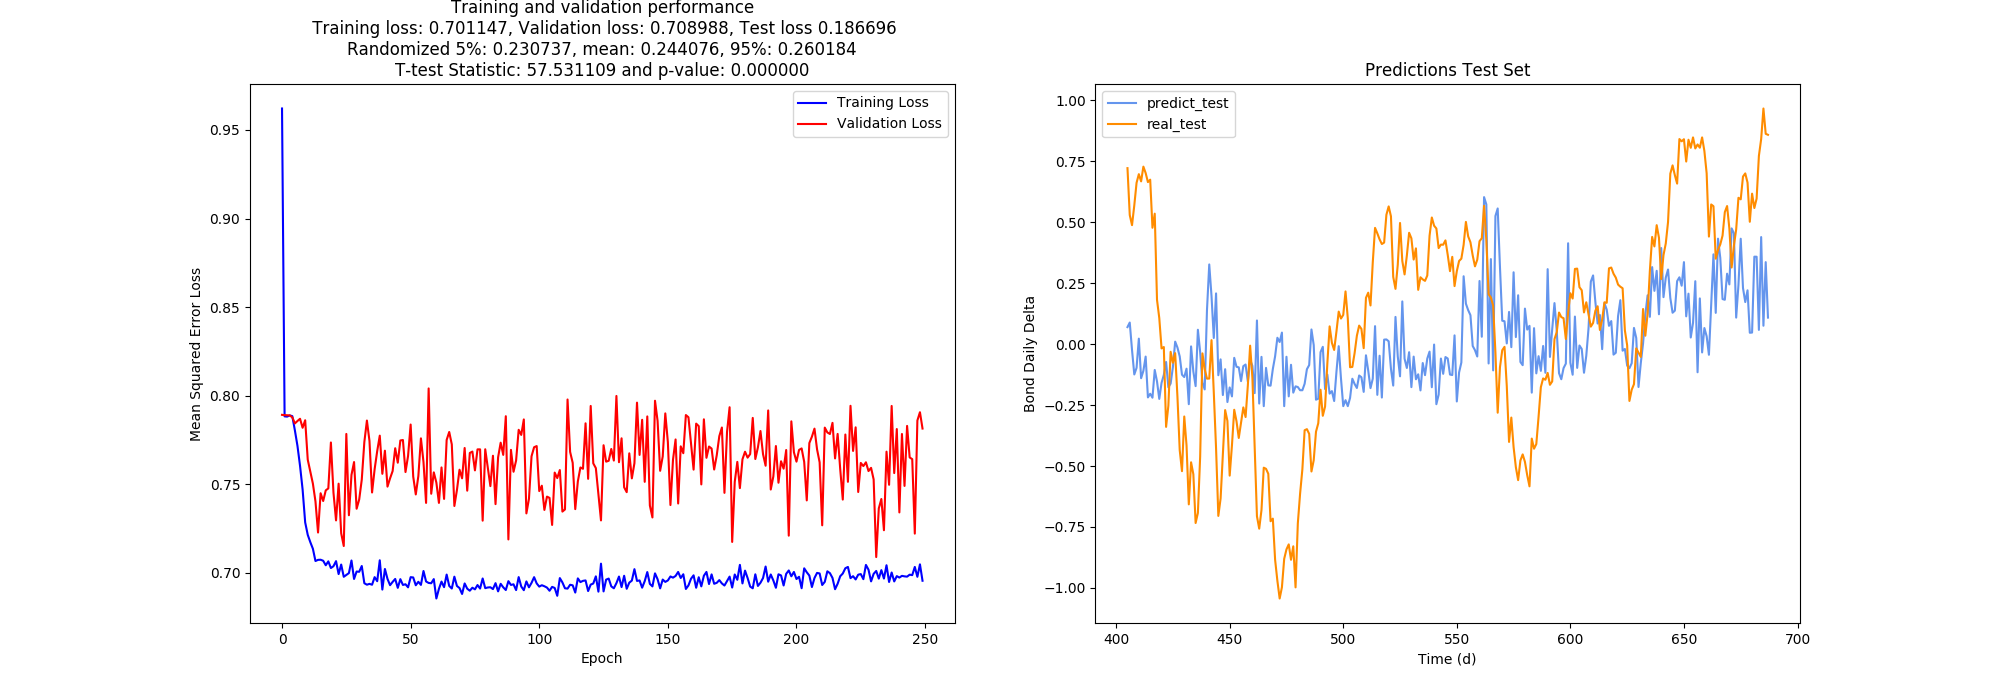 Training and validation performance
Training loss: 0.701147, Validation loss: 0.708988, Test loss 0.186696
Randomized 5%: 0.230737, mean: 0.244076, 95%: 0.260184
T-test Statistic: 57.531109 and p-value: 0.000000
Training Loss
Validation Loss
0.95
0.90
0.85
0.80
0.75
0.70
Mean Squared Error Loss
0 50 100 150 200 250
Epoch
Predictions Test Set
predict_test
real_test
1.00
0.75
0.50
0.25
0.00
−0.25
−0.50
−0.75
−1.00
Bond Daily Delta
400 450 500 550 600 650 700
Time (d)